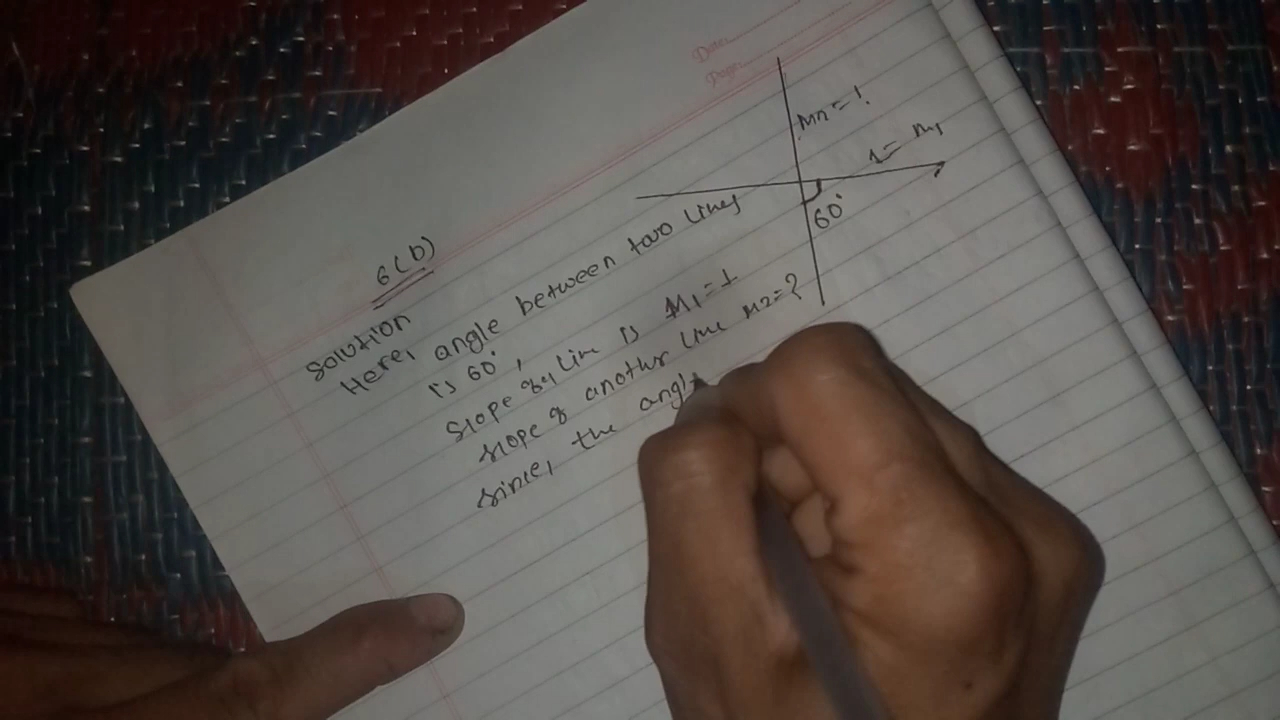 Date:
Page:
M2=!
1= M1
60°
6(b)
Solution
Here, angle between two lines
is 60°,
Slope of line is M1=1
slope of another line M2=?
since, the angl